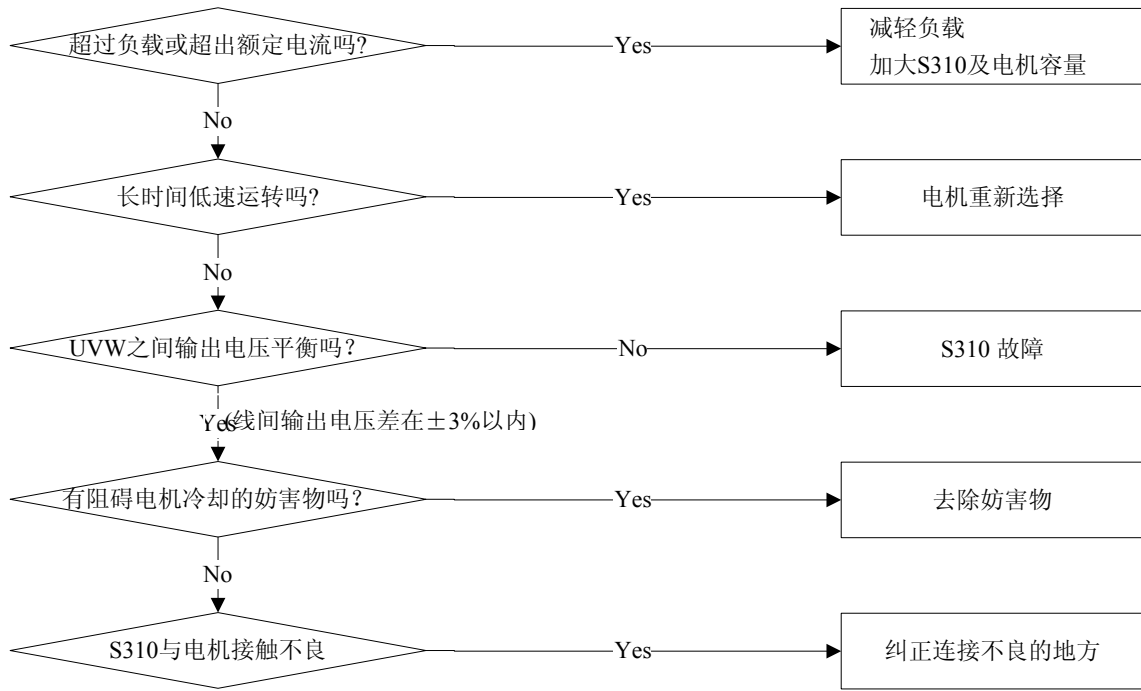 超过负载或超出额定电流吗?
Yes
减轻负载
加大S310及电机容量
No
长时间低速运转吗?
Yes
电机重新选择
No
UVW之间输出电压平衡吗？
No
S310 故障
Yes(线间输出电压差在±3%以内)
有阻碍电机冷却的妨害物吗？
Yes
去除妨害物
No
S310与电机接触不良
Yes
纠正连接不良的地方